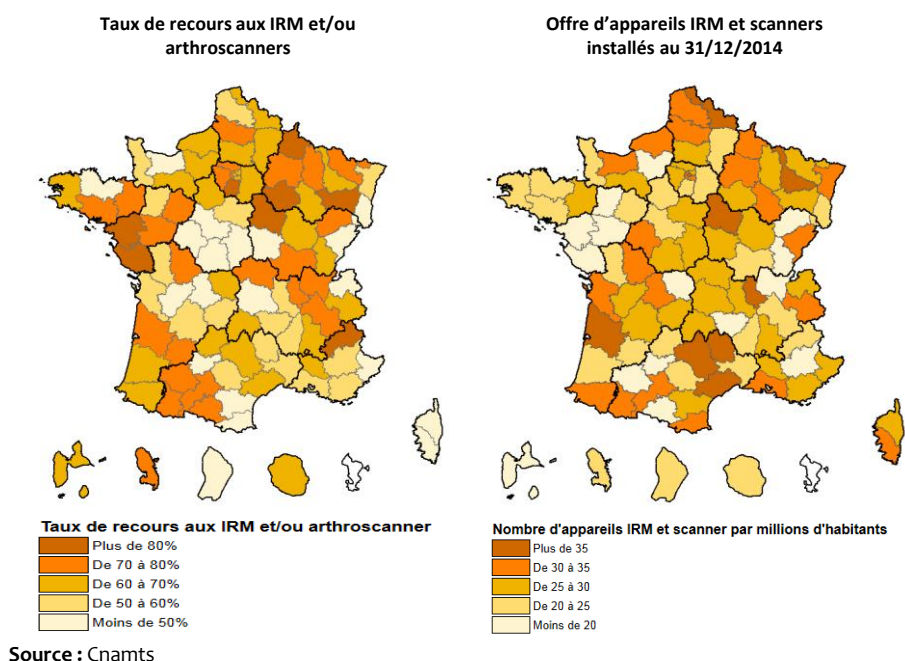 Taux de recours aux IRM et/ou
arthroscanners
Offre d’appareils IRM et scanners
installés au 31/12/2014
Taux de recours aux IRM et/ou arthroscanner
Plus de 80%
De 70 à 80%
De 60 à 70%
De 50 à 60%
Moins de 50%
Nombre d'appareils IRM et scanner par millions d'habitants
Plus de 35
De 30 à 35
De 25 à 30
De 20 à 25
Moins de 20
Source : Cnamts